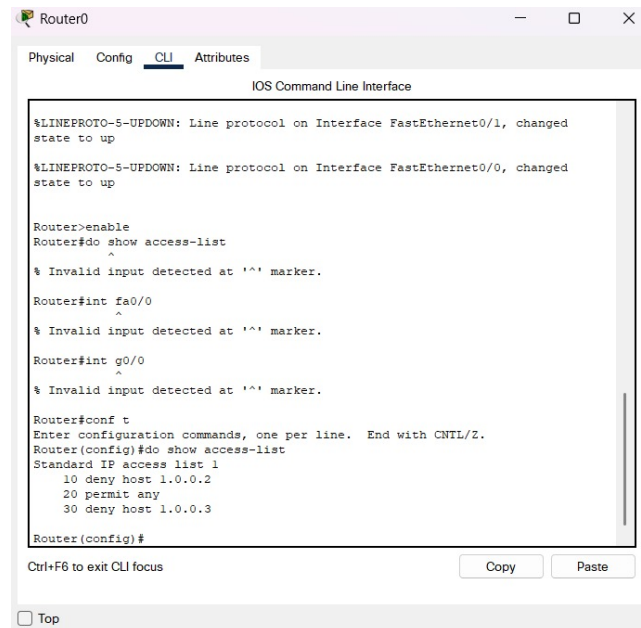 Router0
Physical Config CLI Attributes
IOS Command Line Interface
%LINEPROTO-5-UPDOWN: Line protocol on Interface FastEthernet0/1, changed
state to up
%LINEPROTO-5-UPDOWN: Line protocol on Interface FastEthernet0/0, changed
state to up
Router>enable
Router#do show access-list
^
% Invalid input detected at '^' marker.
Router#int fa0/0
^
% Invalid input detected at '^' marker.
Router#int g0/0
^
% Invalid input detected at '^' marker.
Router#conf t
Enter configuration commands, one per line. End with CNTL/Z.
Router(config)#do show access-list
Standard IP access list 1
10 deny host 1.0.0.2
20 permit any
30 deny host 1.0.0.3
Router(config)#
Ctrl+F6 to exit CLI focus
Copy Paste
Top